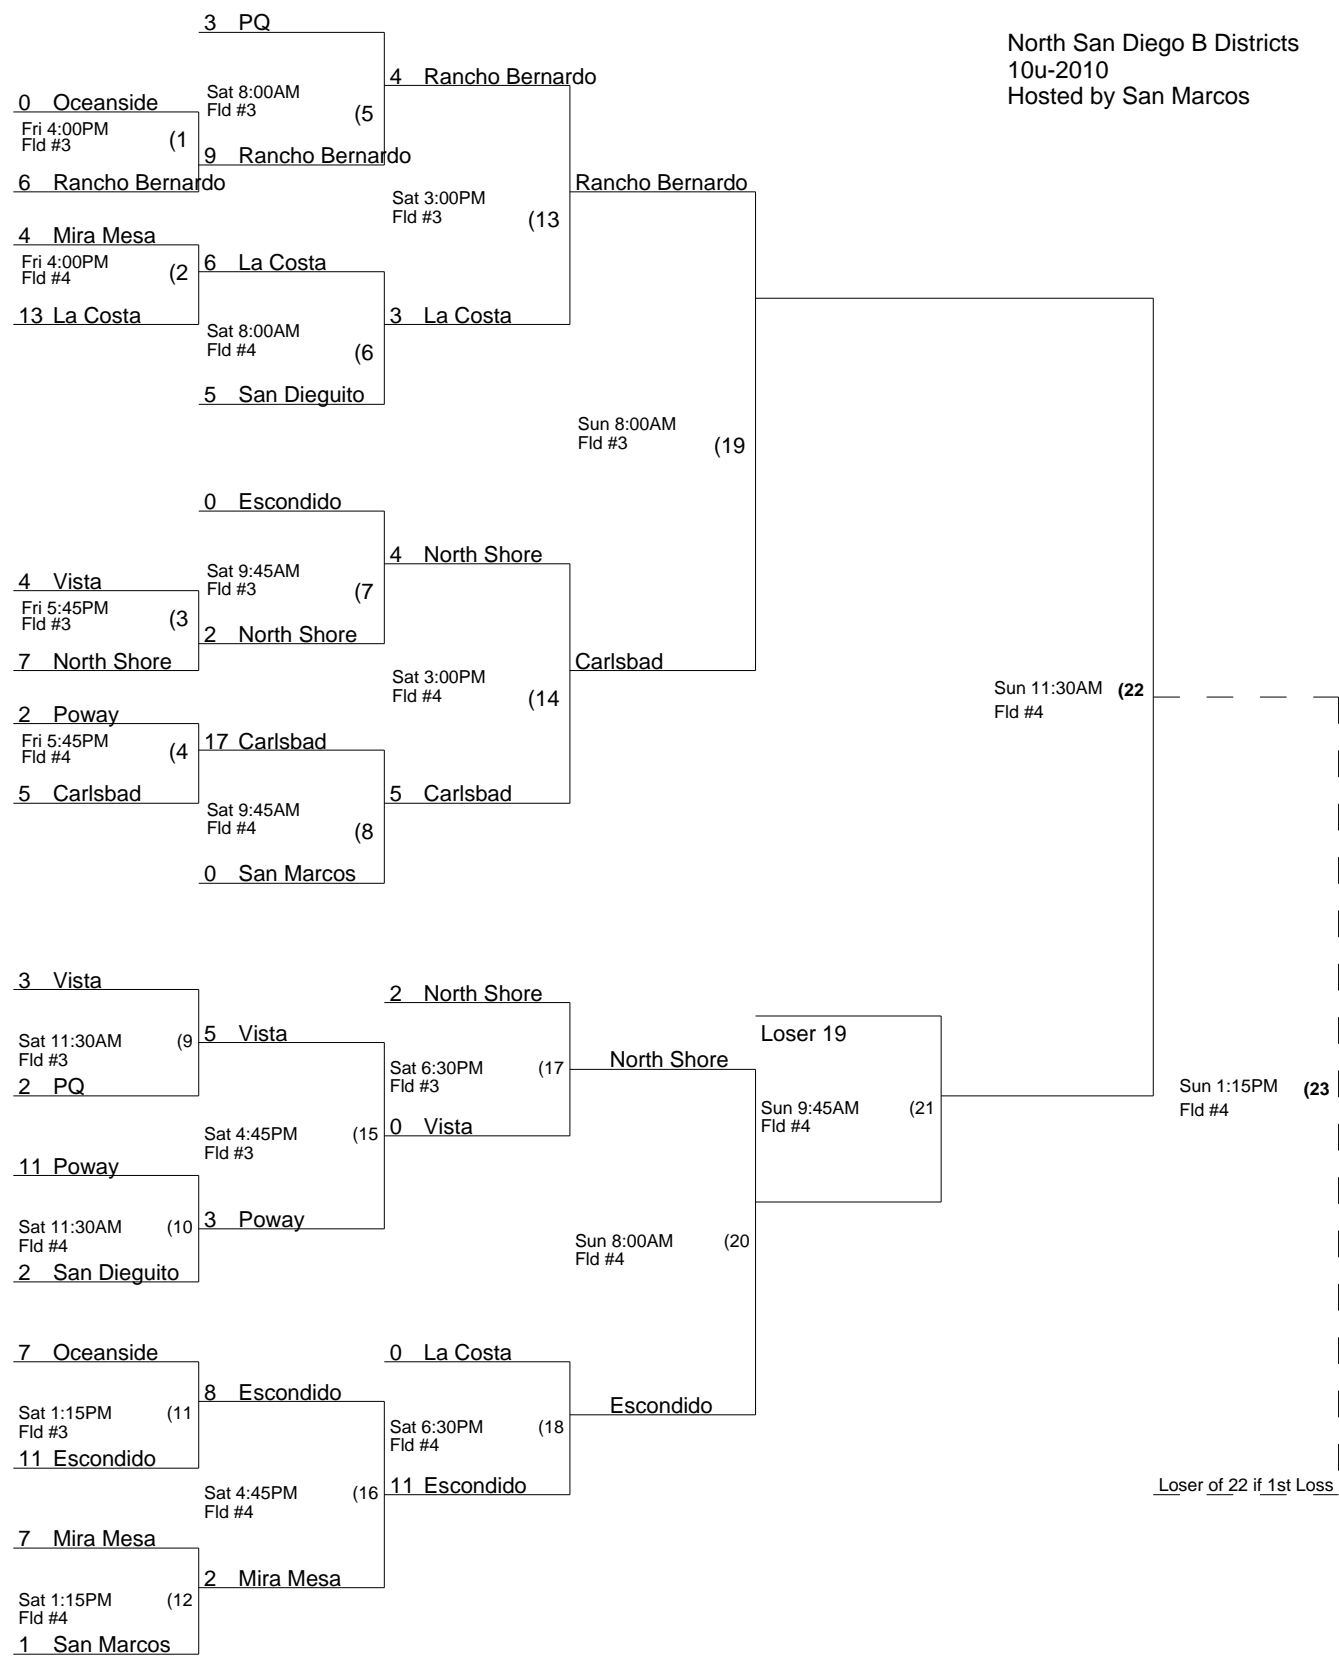 3 PQ
North San Diego B Districts
10u-2010
Hosted by San Marcos
4 Rancho Bernardo
Sat 8:00AM
Fld #3
(5
0 Oceanside
Fri 4:00PM
Fld #3
(1
9 Rancho Bernardo
6 Rancho Bernardo
Rancho Bernardo
Sat 3:00PM
Fld #3
(13
4 Mira Mesa
Fri 4:00PM
Fld #4
(2
6 La Costa
13 La Costa
3 La Costa
Sat 8:00AM
Fld #4
(6
5 San Dieguito
Sun 8:00AM
Fld #3
(19
0 Escondido
4 North Shore
Sat 9:45AM
Fld #3
(7
4 Vista
Fri 5:45PM
Fld #3
(3
2 North Shore
7 North Shore
Carlsbad
Sat 3:00PM
Fld #4
(14
Sun 11:30AM (22
Fld #4
2 Poway
Fri 5:45PM
Fld #4
(4
17 Carlsbad
5 Carlsbad
5 Carlsbad
Sat 9:45AM
Fld #4
(8
0 San Marcos
3 Vista
2 North Shore
Sat 11:30AM
Fld #3
(9
5 Vista
Loser 19
2 PQ
Sat 6:30PM
Fld #3
(17
North Shore
Sun 1:15PM (23
Fld #4
Sun 9:45AM
Fld #4
(21
Sat 4:45PM
Fld #3
(15
0 Vista
11 Poway
Sat 11:30AM
Fld #4
(10
3 Poway
Sun 8:00AM
Fld #4
(20
2 San Dieguito
7 Oceanside
0 La Costa
8 Escondido
Escondido
Sat 1:15PM
Fld #3
(11
Sat 6:30PM
Fld #4
(18
11 Escondido
11 Escondido
Loser of 22 if 1st Loss
Sat 4:45PM
Fld #4
(16
7 Mira Mesa
2 Mira Mesa
Sat 1:15PM
Fld #4
(12
1 San Marcos